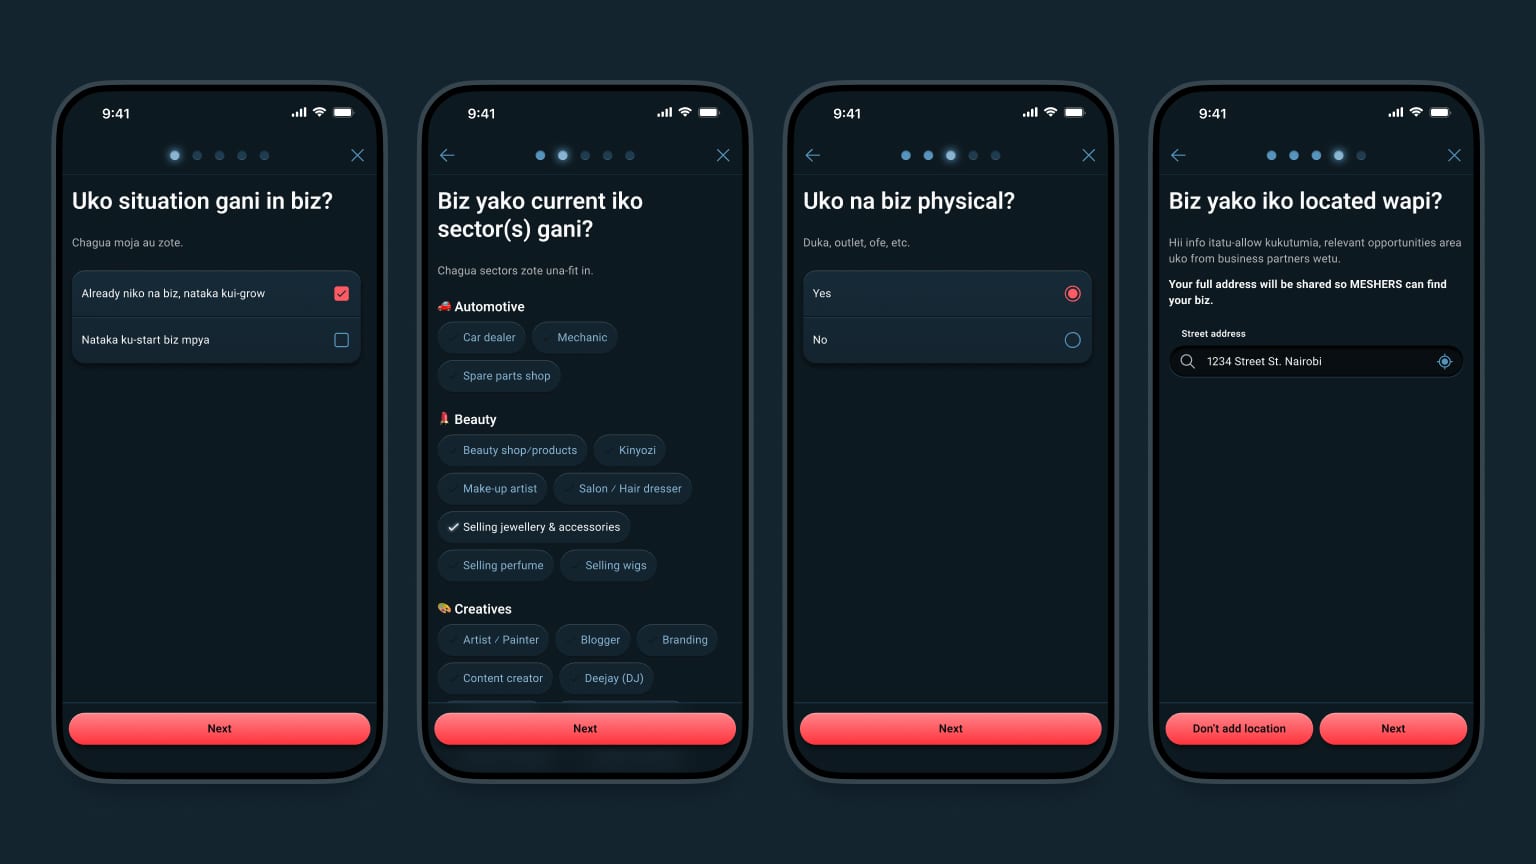 9:41
Uko situation gani in biz?
Chagua moja au zote.
Already niko na biz, nataka kui-grow
Nataka ku-start biz mpya
Next
9:41
Biz yako current iko
sector(s) gani?
Chagua sectors zote una-fit in.
Automotive
Car dealer
Mechanic
Spare parts shop
Beauty
Beauty shop/products
Kinyozi
Make-up artist
Salon / Hair dresser
Selling jewellery & accessories
Selling perfume
Selling wigs
Creatives
Artist / Painter
Blogger
Branding
Content creator
Deejay (DJ)
Next
9:41
Uko na biz physical?
Duka, outlet, ofe, etc.
Yes
No
Next
9:41
Biz yako iko located wapi?
Hii info itatu-allow kukutumia, relevant opportunities area
uko from business partners wetu.
Your full address will be shared so MESHERS can find
your biz.
Street address
1234 Street St. Nairobi
Don't add location
Next